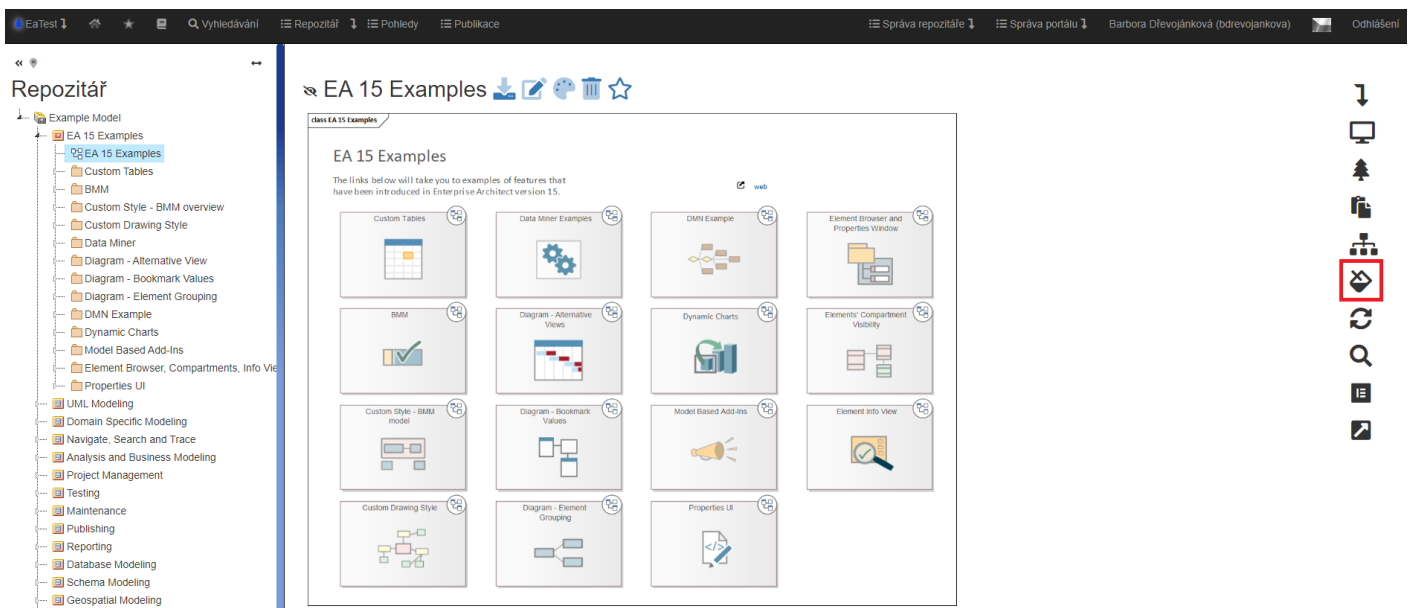 EaTest Vyhledávání Repozitář Pohledy Publikace Správa repozitáře Správa portálu Barbora Dřevojánková (bdrevojankova) Odhlášení
Repozitář
Example Model
EA 15 Examples
EA 15 Examples
Custom Tables
BMM
Custom Style - BMM overview
Custom Drawing Style
Data Miner
Diagram - Alternative View
Diagram - Bookmark Values
Diagram - Element Grouping
DMN Example
Dynamic Charts
Model Based Add-Ins
Element Browser, Compartments, Info Vie
Properties UI
UML Modeling
Domain Specific Modeling
Navigate, Search and Trace
Analysis and Business Modeling
Project Management
Testing
Maintenance
Publishing
Reporting
Database Modeling
Schema Modeling
Geospatial Modeling
EA 15 Examples
class EA 15 Examples
EA 15 Examples
The links below will take you to examples of features that
have been introduced in Enterprise Architect version 15.
web
Custom Tables
Data Miner Examples
DMN Example
Element Browser and
Properties Window
BMM
Diagram - Alternative
Views
Dynamic Charts
Elements' Compartment
Visibility
Custom Style - BMM
model
Diagram - Bookmark
Values
Model Based Add-Ins
Element Info View
Custom Drawing Style
Diagram - Element
Grouping
Properties UI